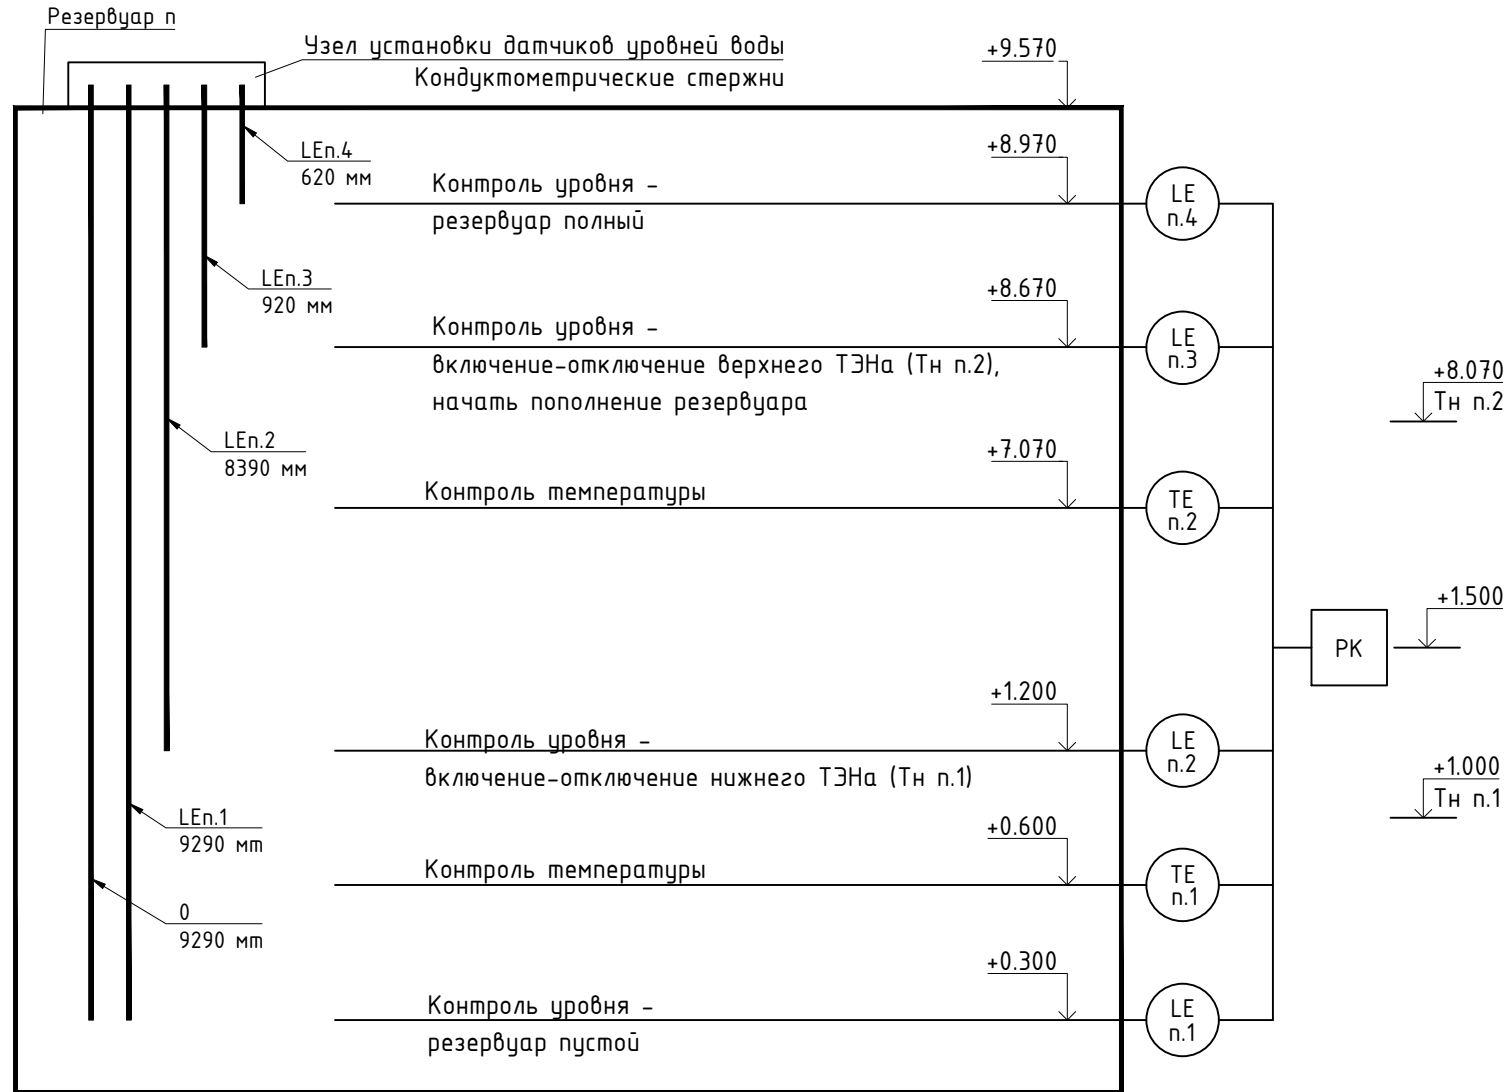 Резервуар n
Узел установки датчиков уровней воды
Кондуктометрические стержни
+9.570
LEn.4
620 мм
+8.970
Контроль уровня -
резервуар полный
LE
n.4
LEn.3
920 мм
+8.670
Контроль уровня -
включение-отключение верхнего ТЭНа (Тн n.2),
начать пополнение резервуара
LE
n.3
+8.070
Тн n.2
LEn.2
8390 мм
+7.070
Контроль температуры
TE
n.2
+1.500
РК
+1.200
Контроль уровня -
включение-отключение нижнего ТЭНа (Тн n.1)
LE
n.2
+1.000
Тн n.1
LEn.1
9290 мm
+0.600
Контроль температуры
TE
n.1
0
9290 мm
+0.300
Контроль уровня -
резервуар пустой
LE
n.1